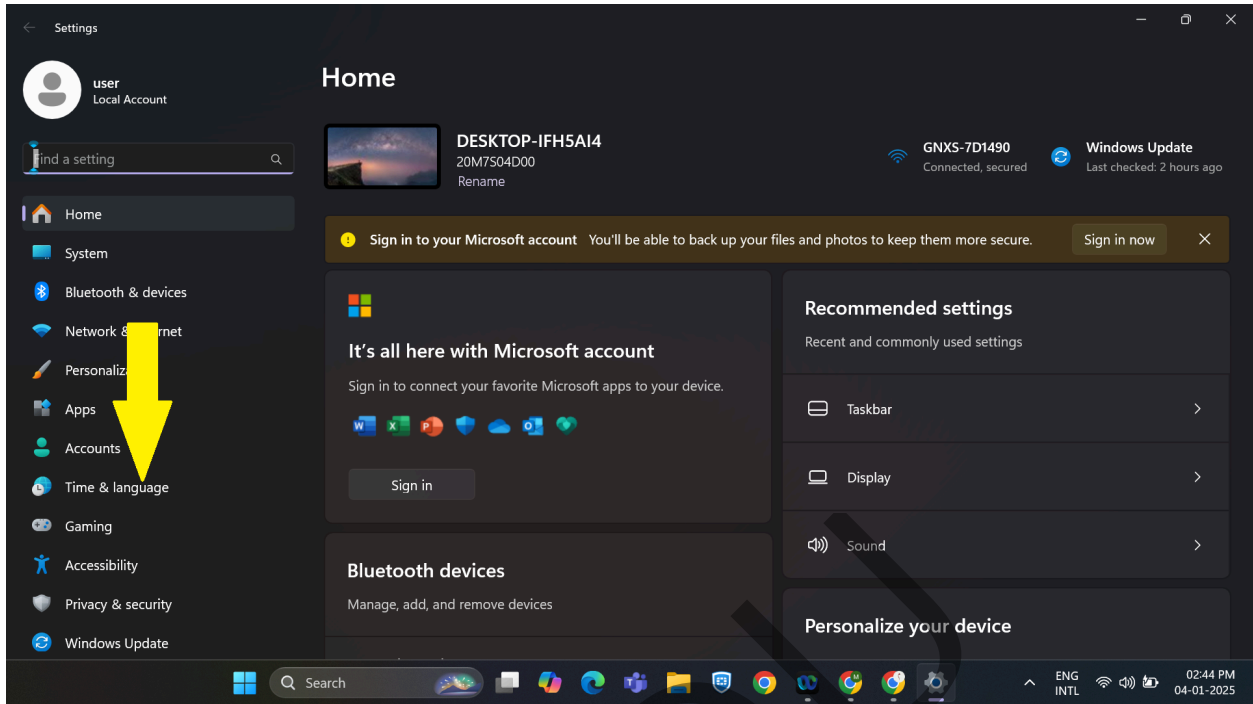 Settings
user
Local Account
Find a setting
Home
System
Bluetooth & devices
Network &
Apps
Accounts
Time & language
Gaming
Accessibility
Privacy & security
Windows Update
Home
DESKTOP-IFH5AI4
20M7S04D00
Rename
GNXS-7D1490
Connected, secured
Windows Update
Last checked: 2 hours ago
Sign in to your Microsoft account You'll be able to back up your files and photos to keep them more secure. Sign in now
It's all here with Microsoft account
Sign in to connect your favorite Microsoft apps to your device.
Sign in
Bluetooth devices
Manage, add, and remove devices
Recommended settings
Recent and commonly used settings
Taskbar
Display
Sound
Personalize your device
Search
ENG
INTL
02:44 PM
04-01-2025